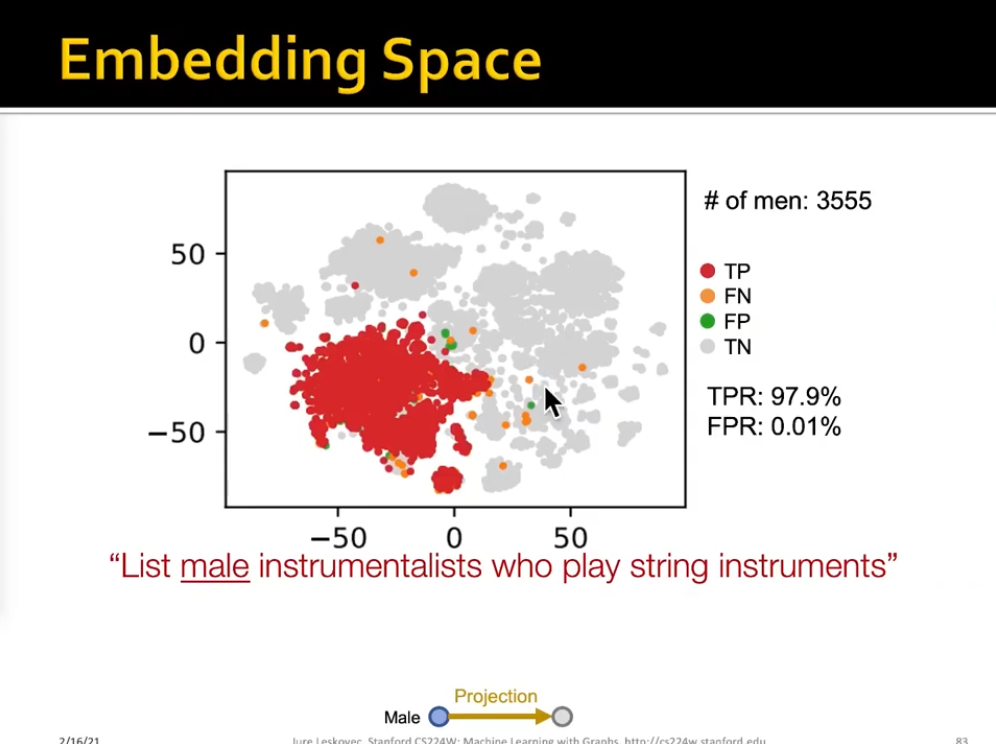 Embedding Space
# of men: 3555
50
0
−50
TP
FN
FP
TN
TPR: 97.9%
FPR: 0.01%
−50 0 50
“List male instrumentalists who play string instruments”
Projection
Male
2/16/21 Jure Leskovec, Stanford CS224W: Machine Learning with Graphs, http://cs224w.stanford.edu 83